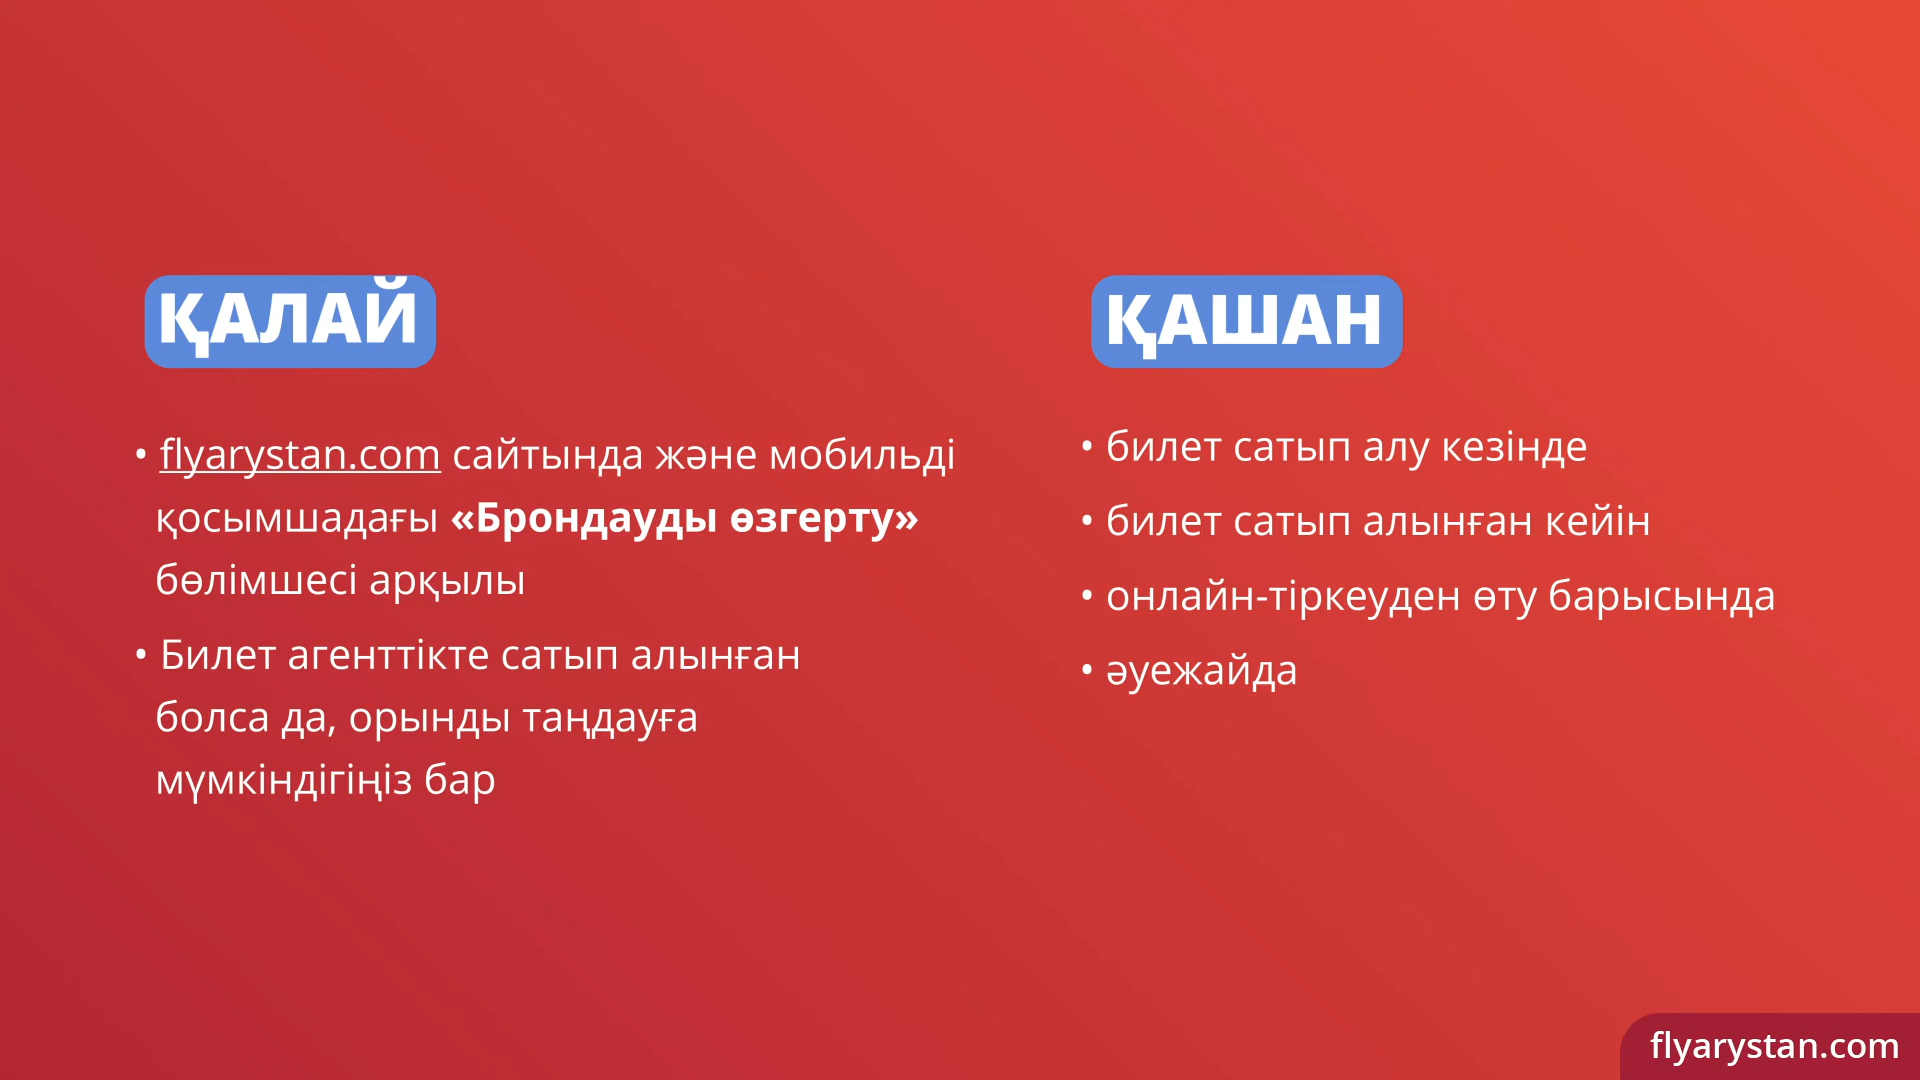 ҚАЛАЙ
• flyarystan.com сайтында және мобильді
қосымшадағы «Брондауды өзгерту»
бөлімшесі арқылы
• Билет агенттікте сатып алынған
болса да, орынды таңдауға
мүмкіндігіңіз бар
ҚАШАН
• билет сатып алу кезінде
• билет сатып алынған кейін
• онлайн-тіркеуден өту барысында
• әуежайда
flyarystan.com